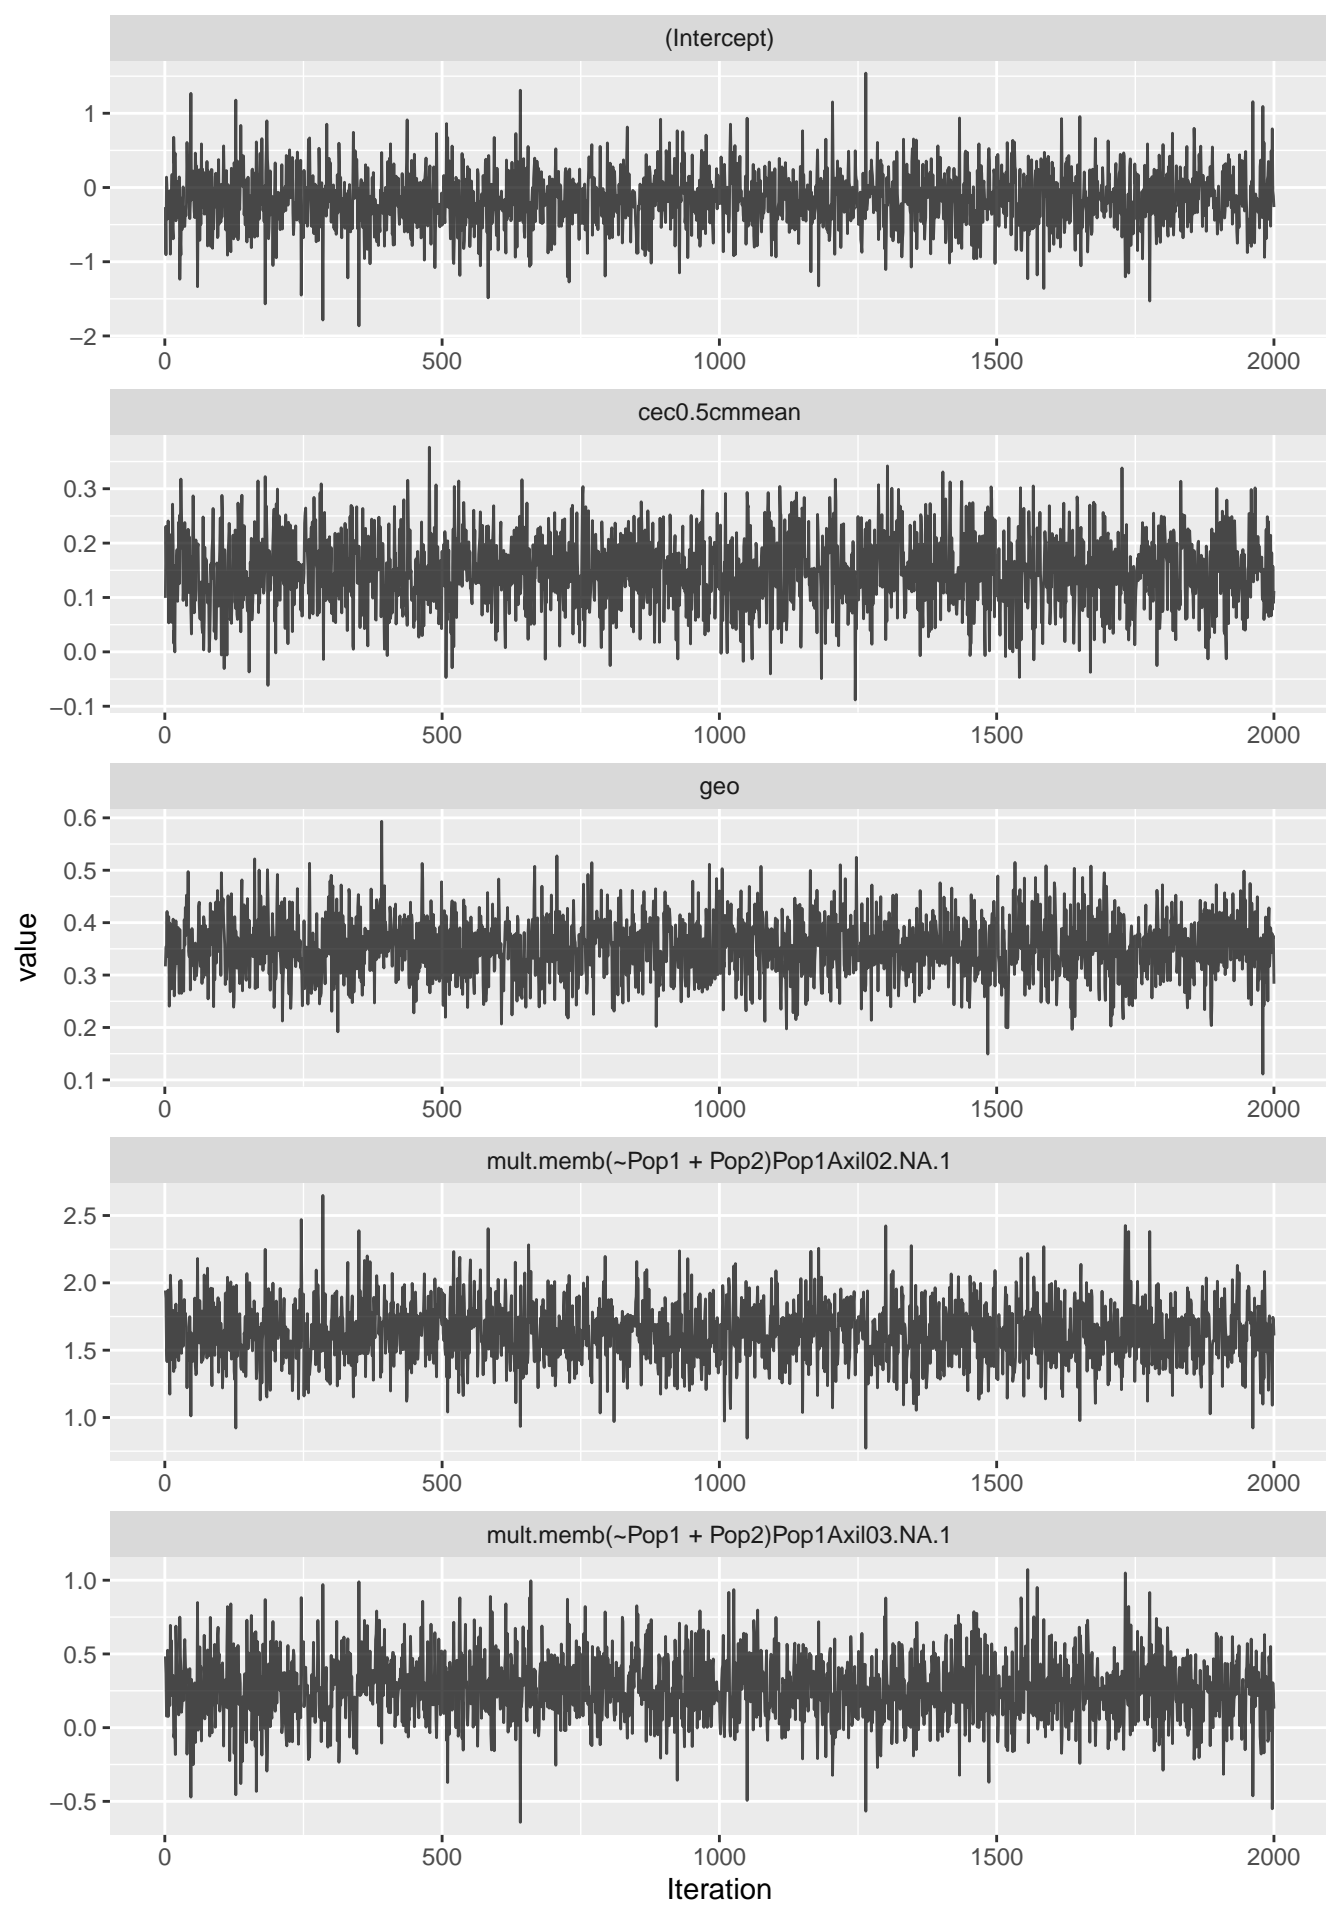 (Intercept)
1
0
−1
−2
0 500 1000 1500 2000
cec0.5cmmean
0.3
0.2
0.1
0.0
−0.1
0 500 1000 1500 2000
geo
0.6
0.5
0.4
0.3
0.2
0.1
0 500 1000 1500 2000
value
mult.memb(~Pop1 + Pop2)Pop1Axil02.NA.1
2.5
2.0
1.5
1.0
0 500 1000 1500 2000
mult.memb(~Pop1 + Pop2)Pop1Axil03.NA.1
1.0
0.5
0.0
−0.5
0 500 1000 1500 2000
Iteration